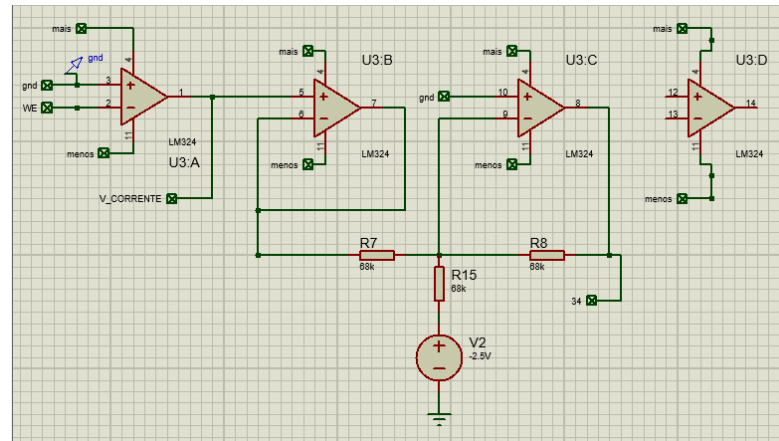 mais
gnd
4
gnd
3
1
WE
2
11
menos
LM324
U3:A
V_CORRENTE
mais
U3:B
4
5
7
6
11
menos
LM324
mais
U3:C
4
gnd
10
8
9
11
menos
LM324
mais
U3:D
4
12
14
13
11
menos
LM324
R7
68k
R8
68k
R15
68k
34
V2
-2.5V